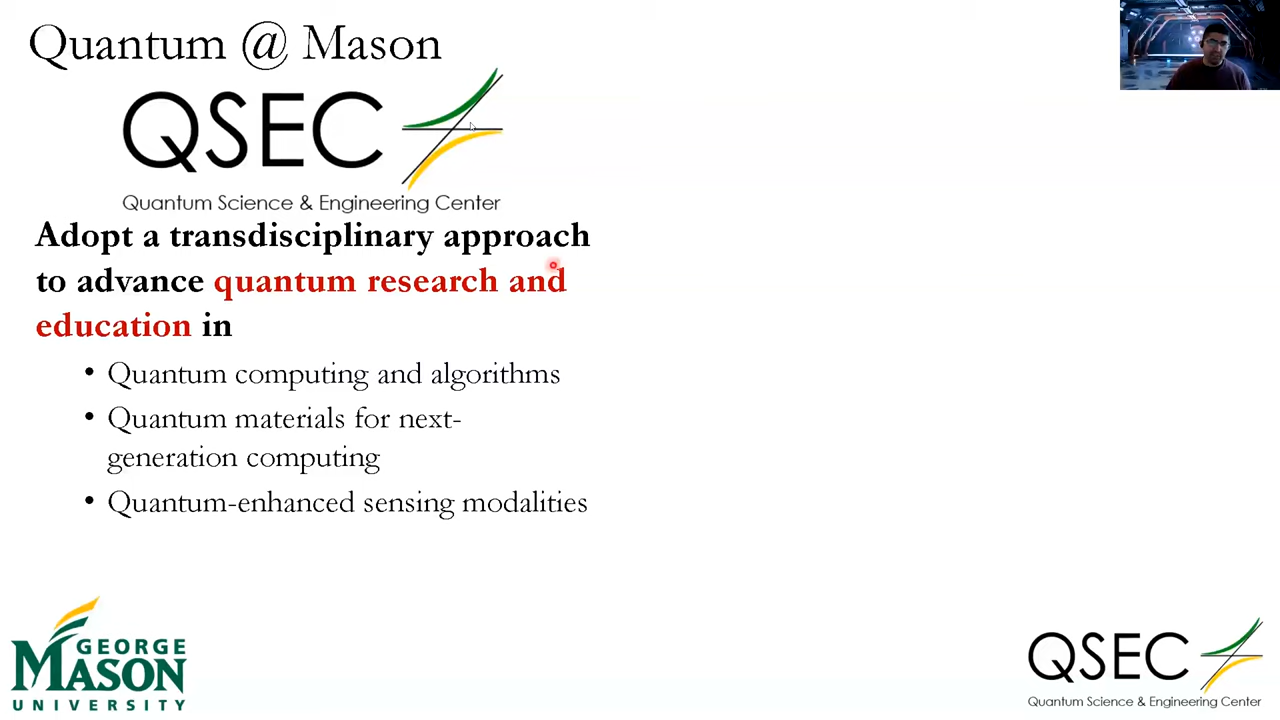 Quantum @ Mason
QSEC
Quantum Science & Engineering Center
Adopt a transdisciplinary approach
to advance quantum research and
education in
• Quantum computing and algorithms
• Quantum materials for next-
generation computing
• Quantum-enhanced sensing modalities
GEORGE
MASON
UNIVERSITY
QSEC
Quantum Science & Engineering Center